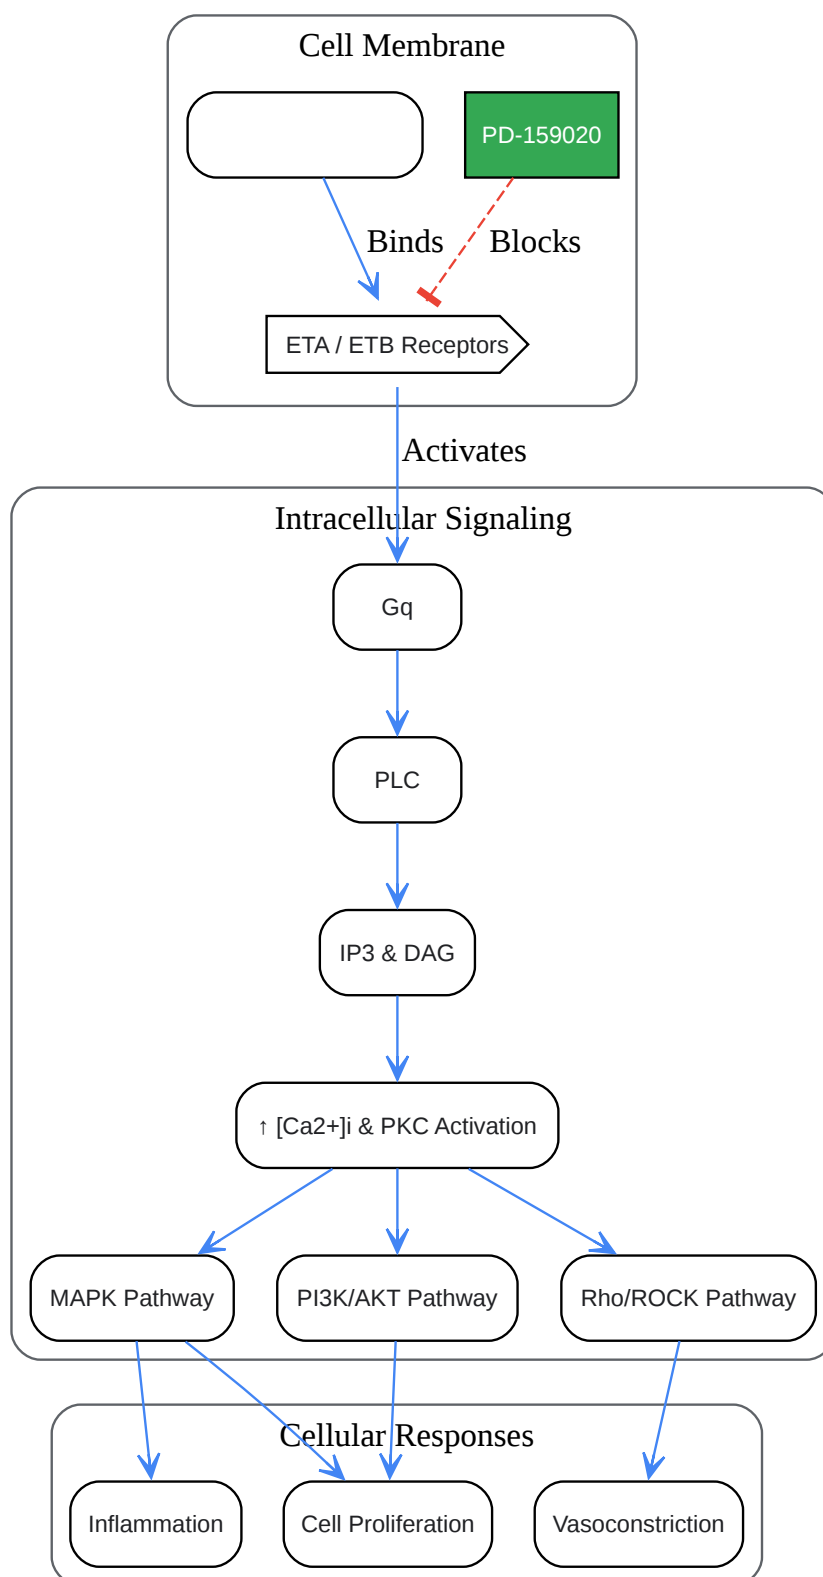 Cell Membrane
PD-159020
Binds
Blocks
ETA / ETB Receptors
Activates
Intracellular Signaling
Gq
PLC
IP3 & DAG
↑ [Ca2+]i & PKC Activation
MAPK Pathway
PI3K/AKT Pathway
Rho/ROCK Pathway
Cellular Responses
Inflammation
Cell Proliferation
Vasoconstriction